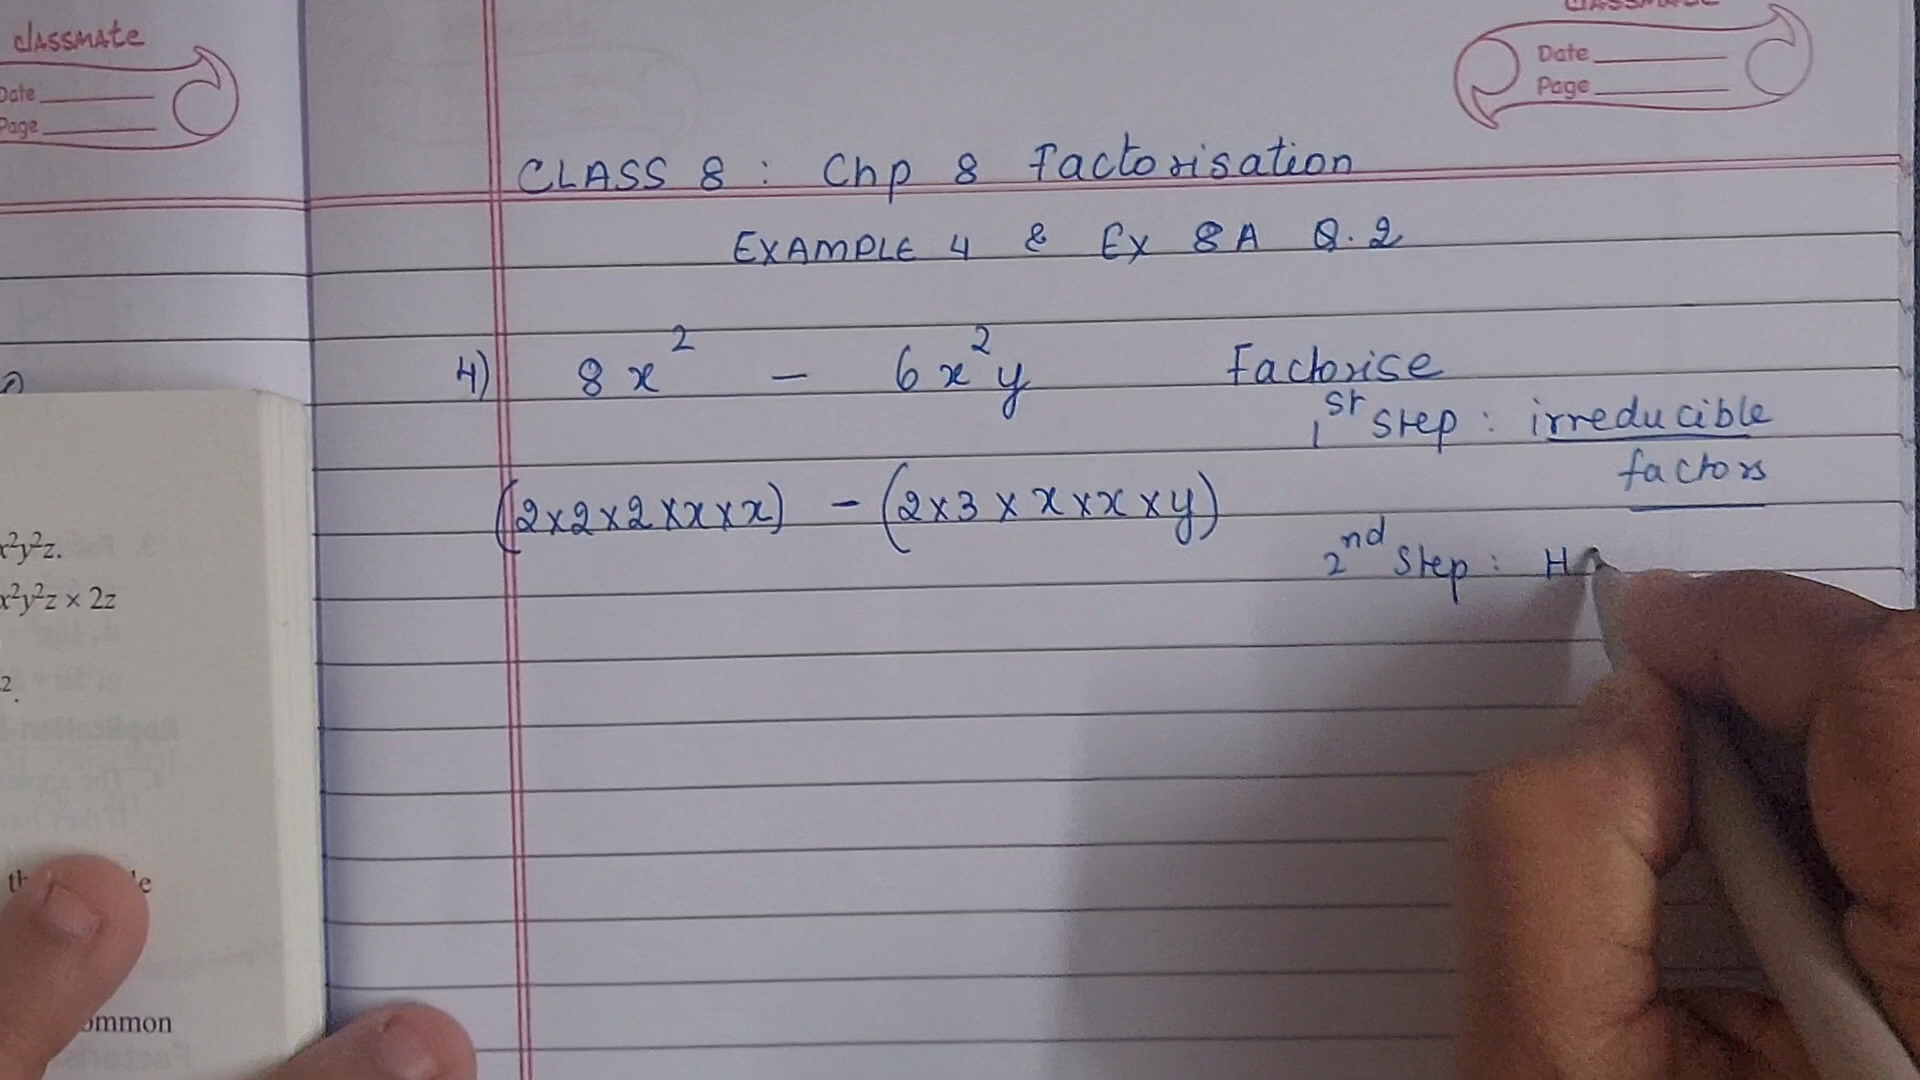 classmate
Date
Page
classmate
Date
Page
CLASS 8 : Chp 8 Factorisation
EXAMPLE 4 & Ex 8A Q.2
4) 8x² − 6x²y Factorise
1st Step : irreducible
factors
(2×2×2×x×x) − (2×3×x×x×y)
2nd Step : H
x²y²z.
x²y²z × 2z
2.